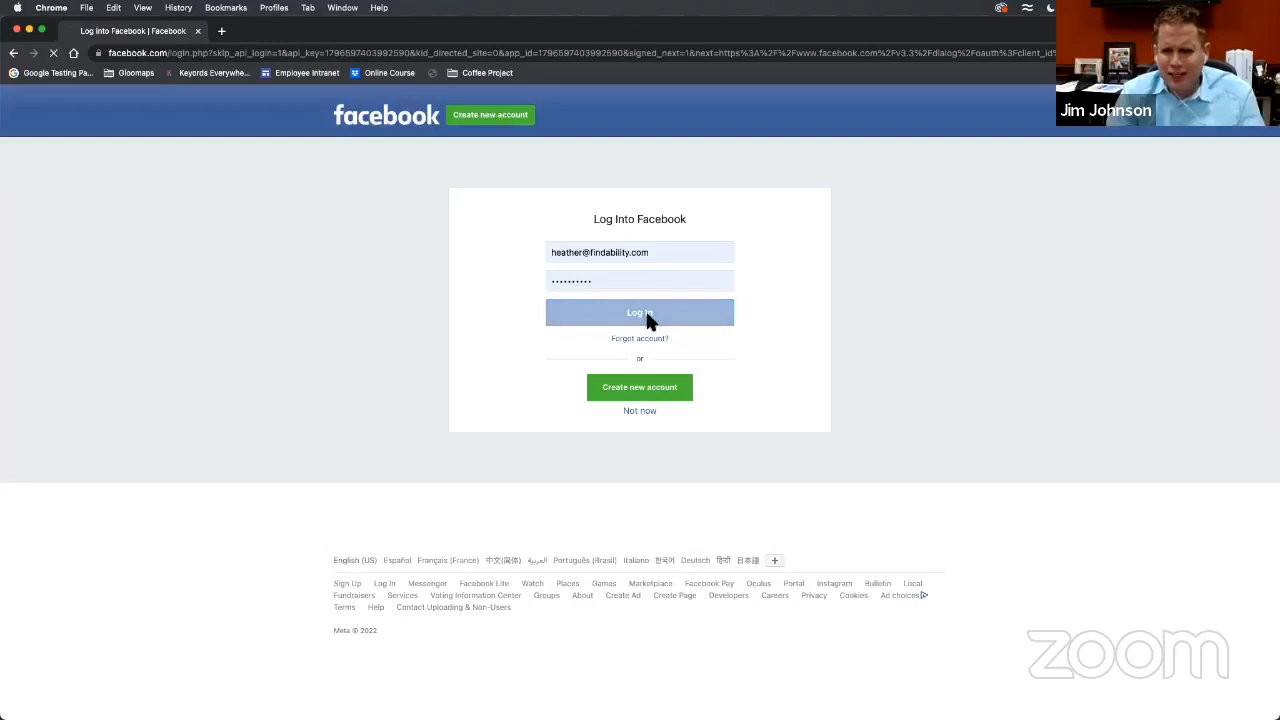 Chrome File Edit View History Bookmarks Profiles Tab Window Help
Log into Facebook | Facebook
facebook.com/login.php?skip_api_login=1&api_key=1796597403992590&kid_directed_site=0&app_id=1796597403992590&signed_next=1&next=https%3A%2F%2Fwww.facebook.com%2Fv3.3%2Fdialog%2Foauth%3Fclient_id%
Google Testing Pa... Gloomaps Keywords Everywhe... Employee Intranet Online Course Coffee Project
Jim Johnson
facebook Create new account
Log Into Facebook
heather@findability.com
Log In
Forgot account?
or
Create new account
Not now
English (US) Español Français (France) 中文(简体) العربية Português (Brasil) Italiano 한국어 Deutsch हिन्दी 日本語
Sign Up Log In Messenger Facebook Lite Watch Places Games Marketplace Facebook Pay Oculus Portal Instagram Bulletin Local
Fundraisers Services Voting Information Center Groups About Create Ad Create Page Developers Careers Privacy Cookies Ad choices
Terms Help Contact Uploading & Non-Users
Meta © 2022
zoom